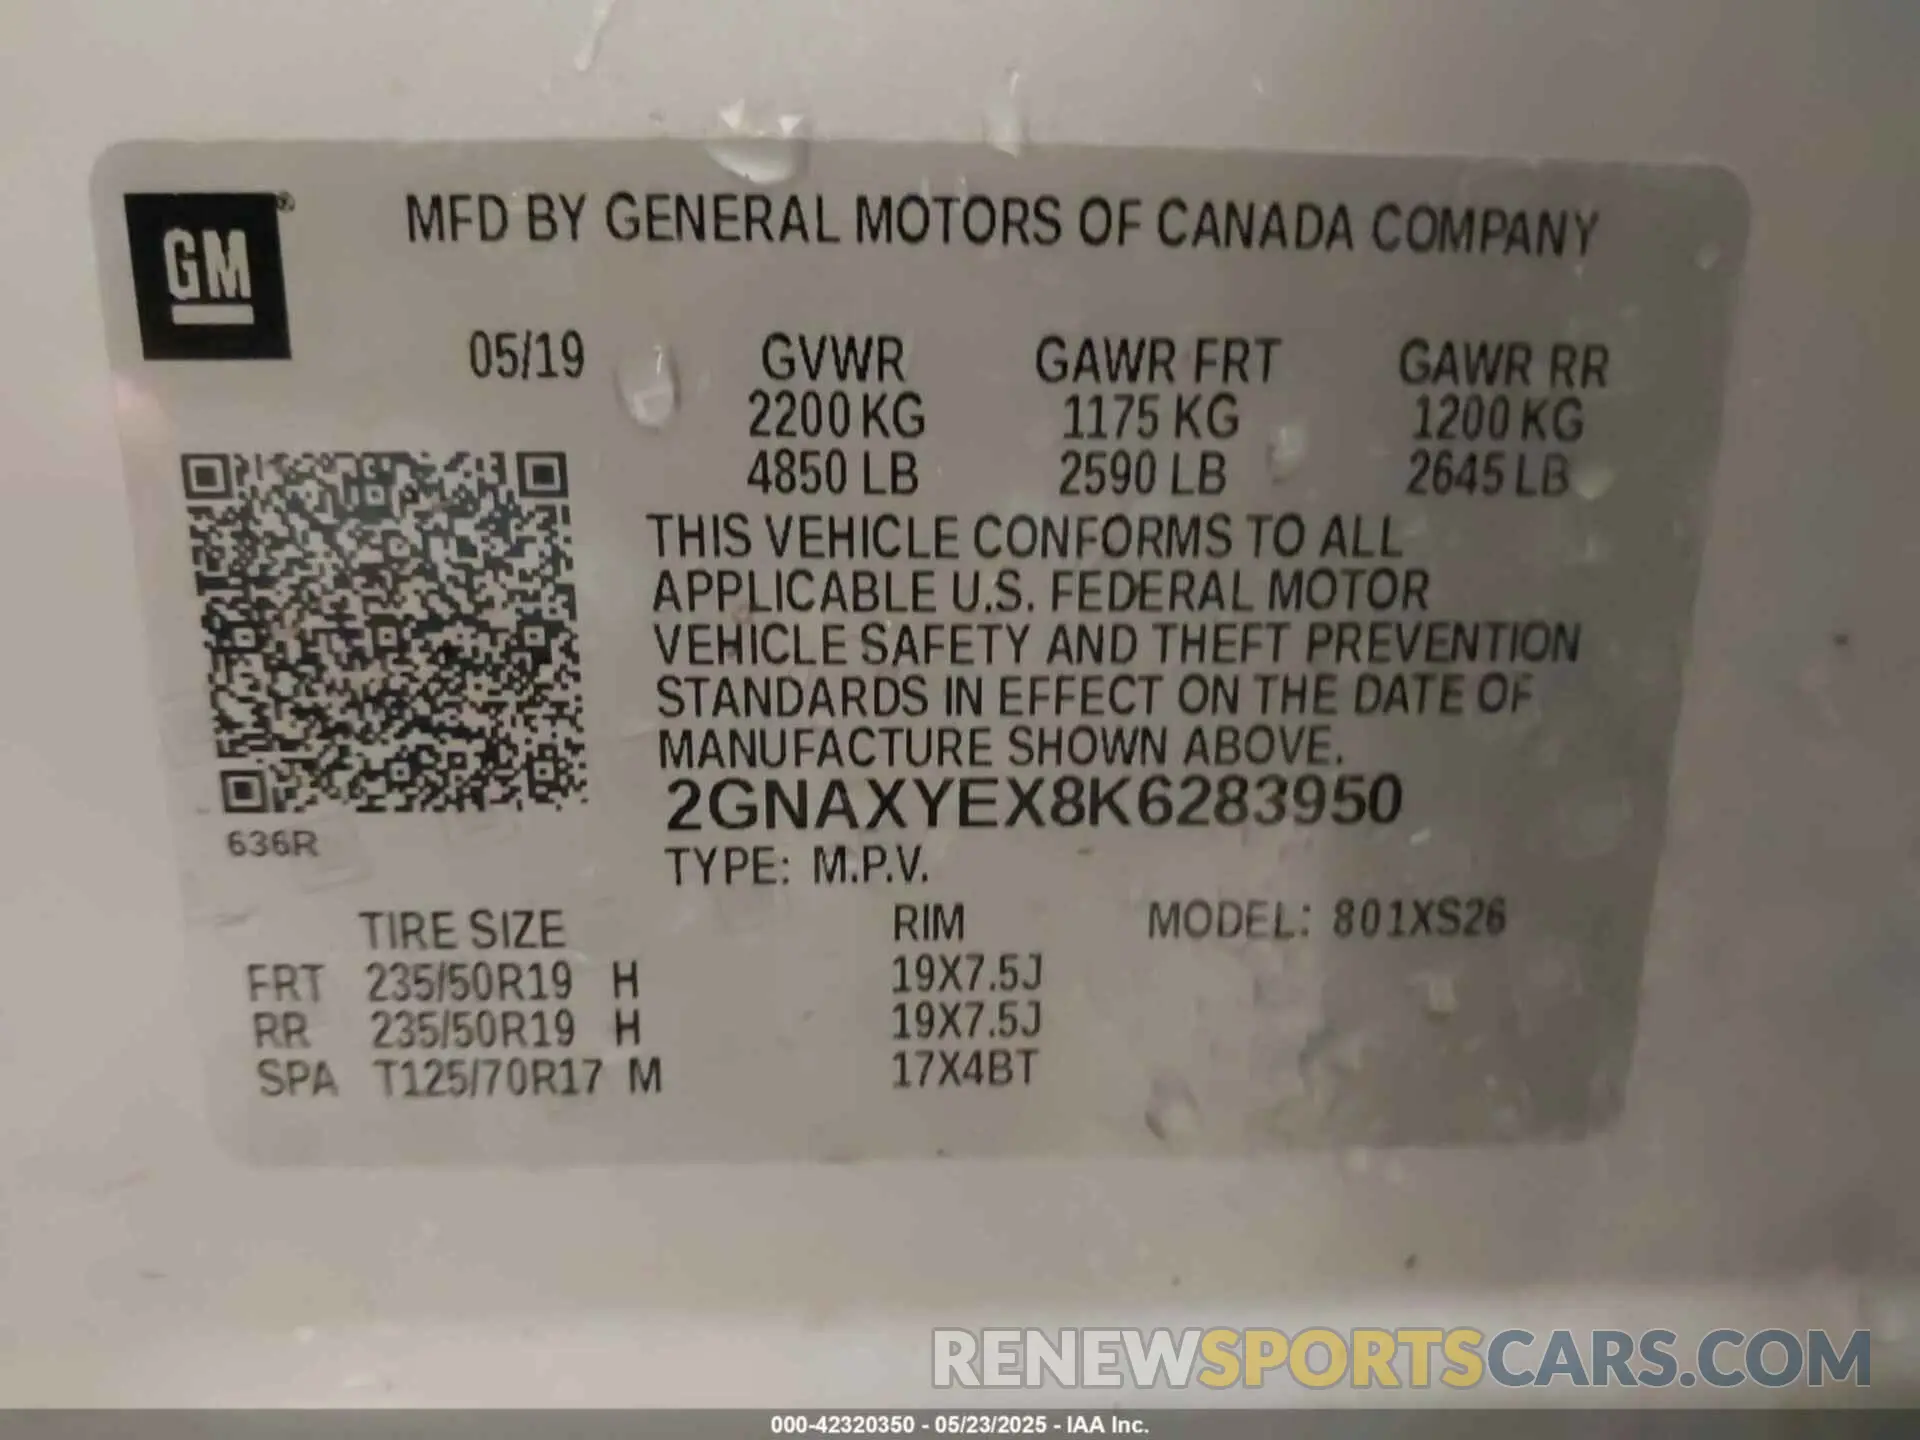 GM ®
MFD BY GENERAL MOTORS OF CANADA COMPANY
05/19 GVWR GAWR FRT GAWR RR
2200 KG 1175 KG 1200 KG
4850 LB 2590 LB 2645 LB
THIS VEHICLE CONFORMS TO ALL
APPLICABLE U.S. FEDERAL MOTOR
VEHICLE SAFETY AND THEFT PREVENTION
STANDARDS IN EFFECT ON THE DATE OF
MANUFACTURE SHOWN ABOVE.
2GNAXYEX8K6283950
636R
TYPE: M.P.V.
TIRE SIZE RIM MODEL: 801XS26
FRT 235/50R19 H 19X7.5J
RR 235/50R19 H 19X7.5J
SPA T125/70R17 M 17X4BT
RENEWSPORTSCARS.COM
000-42320350 - 05/23/2025 - IAA Inc.